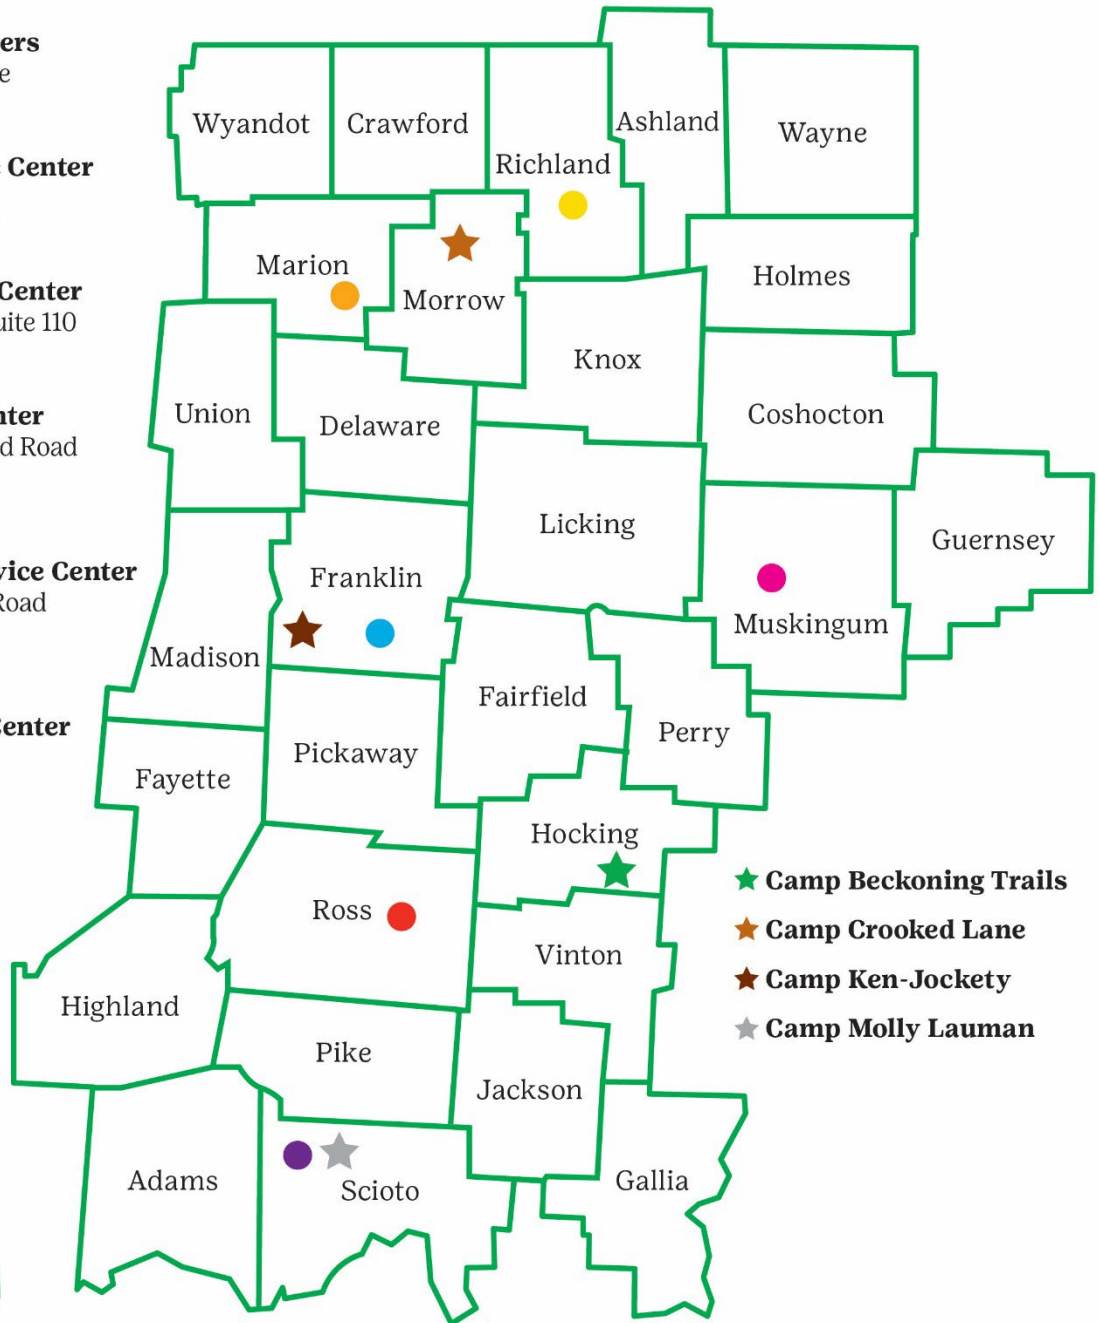 ers
e
Center
Center
uite 110
nter
d Road
vice Center
Road
Center
Wyandot
Crawford
Richland
Ashland
Wayne
Marion
Morrow
Holmes
Knox
Union
Delaware
Coshocton
Licking
Guernsey
Franklin
Muskingum
Madison
Fairfield
Perry
Pickaway
Fayette
Hocking
Ross
Vinton
Highland
Pike
Jackson
Adams
Scioto
Gallia
Camp Beckoning Trails
Camp Crooked Lane
Camp Ken-Jockety
Camp Molly Lauman